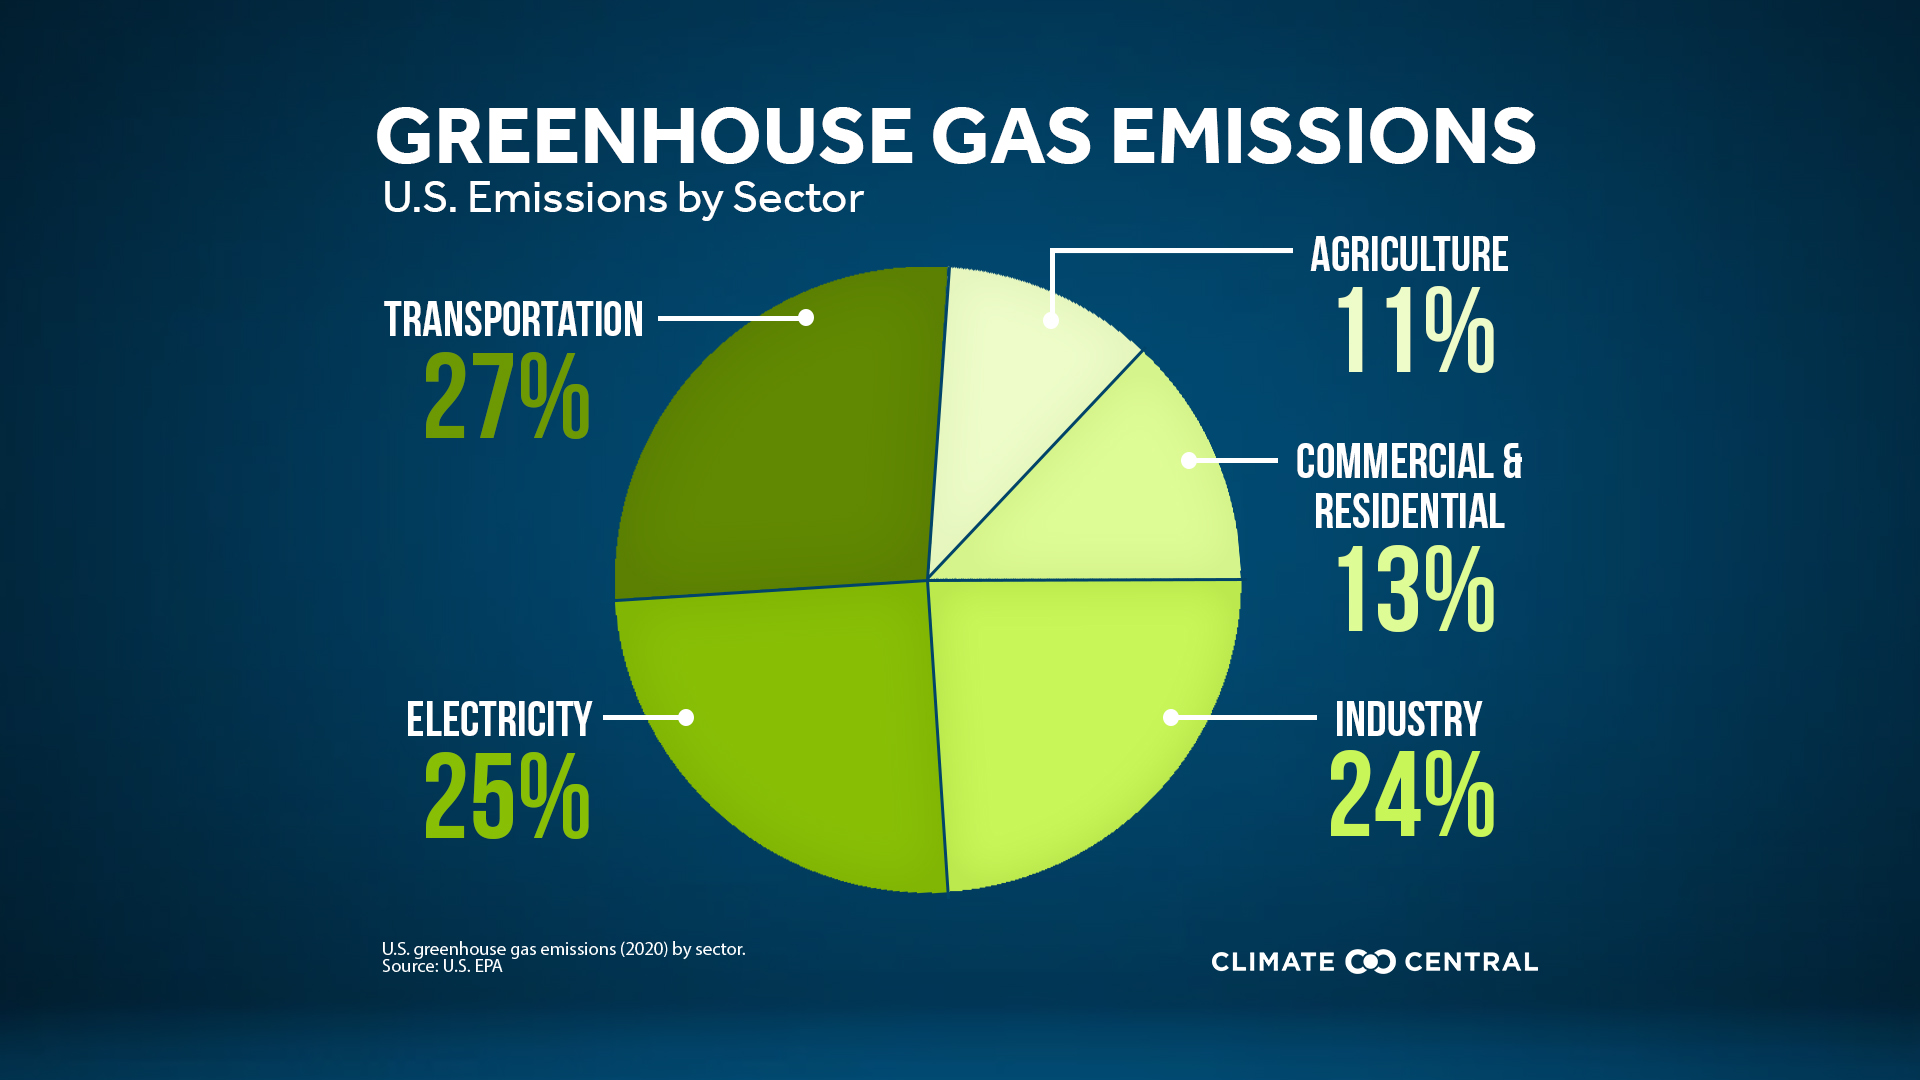 GREENHOUSE GAS EMISSIONS
U.S. Emissions by Sector
TRANSPORTATION
27%
AGRICULTURE
11%
COMMERCIAL &
RESIDENTIAL
13%
ELECTRICITY
25%
INDUSTRY
24%
U.S. greenhouse gas emissions (2020) by sector.
Source: U.S. EPA
CLIMATE CENTRAL